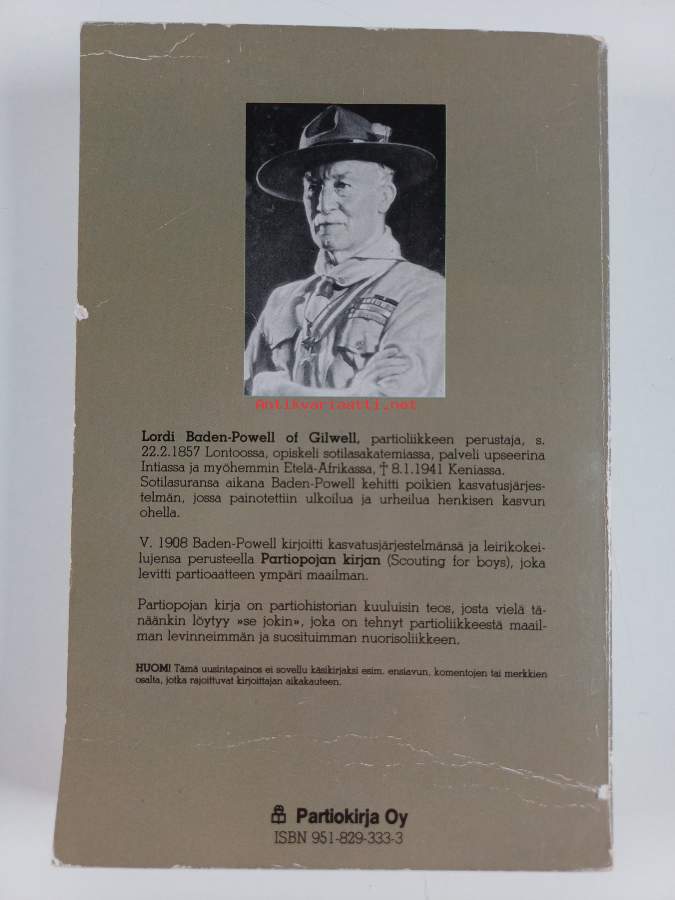 Antikvariaatti.net
Lordi Baden-Powell of Gilwell, partioliikkeen perustaja, s.
22.2.1857 Lontoossa, opiskeli sotilasakatemiassa, palveli upseerina
Intiassa ja myöhemmin Etelä-Afrikassa, † 8.1.1941 Keniassa.
Sotilasuransa aikana Baden-Powell kehitti poikien kasvatusjärjes-
telmän, jossa painotettiin ulkoilua ja urheilua henkisen kasvun
ohella.
V. 1908 Baden-Powell kirjoitti kasvatusjärjestelmänsä ja leirikokei-
lujensa perusteella Partiopojan kirjan (Scouting for boys), joka
levitti partioaatteen ympäri maailman.
Partiopojan kirja on partiohistorian kuuluisin teos, josta vielä tä-
näänkin löytyy »se jokin», joka on tehnyt partioliikkeestä maail-
man levinneimmän ja suosituimman nuorisoliikkeen.
HUOM! Tämä uusintapainos ei sovellu käsikirjaksi esim. ensiavun, komentojen tai merkkien
osalta, jotka rajoittuvat kirjoittajan aikakauteen.
Partiokirja Oy
ISBN 951-829-333-3